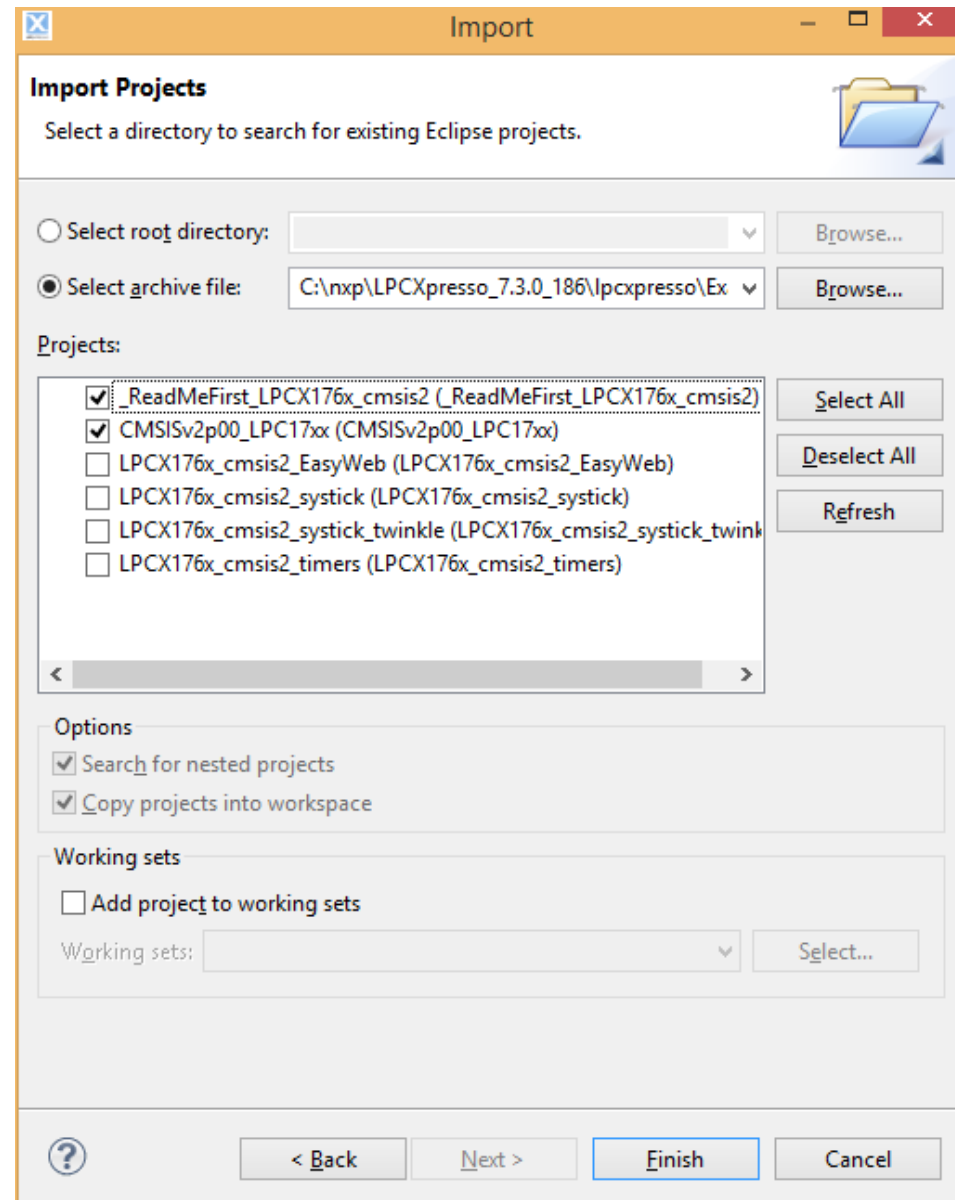 Import
Import Projects
Select a directory to search for existing Eclipse projects.
Select root directory:
Browse...
Select archive file:
C:\nxp\LPCXpresso_7.3.0_186\lpcxpresso\Ex
Browse...
Projects:
_ReadMeFirst_LPCX176x_cmsis2 (_ReadMeFirst_LPCX176x_cmsis2)
Select All
CMSISv2p00_LPC17xx (CMSISv2p00_LPC17xx)
LPCX176x_cmsis2_EasyWeb (LPCX176x_cmsis2_EasyWeb)
Deselect All
LPCX176x_cmsis2_systick (LPCX176x_cmsis2_systick)
Refresh
LPCX176x_cmsis2_systick_twinkle (LPCX176x_cmsis2_systick_twink
LPCX176x_cmsis2_timers (LPCX176x_cmsis2_timers)
Options
Search for nested projects
Copy projects into workspace
Working sets
Add project to working sets
Working sets:
Select...
< Back
Next >
Finish
Cancel